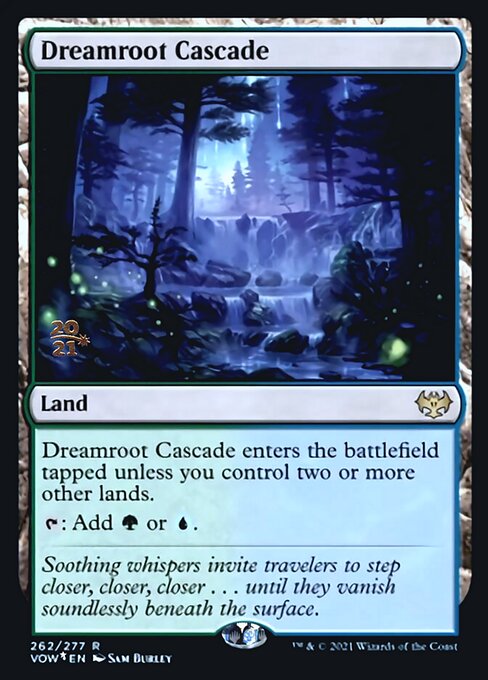 Dreamroot Cascade
20
21
Land
Dreamroot Cascade enters the battlefield
tapped unless you control two or more
other lands.
: Add or .
Soothing whispers invite travelers to step
closer, closer, closer . . . until they vanish
soundlessly beneath the surface.
262/277 R
VOW★EN Sam Burley
™ & © 2021 Wizards of the Coast